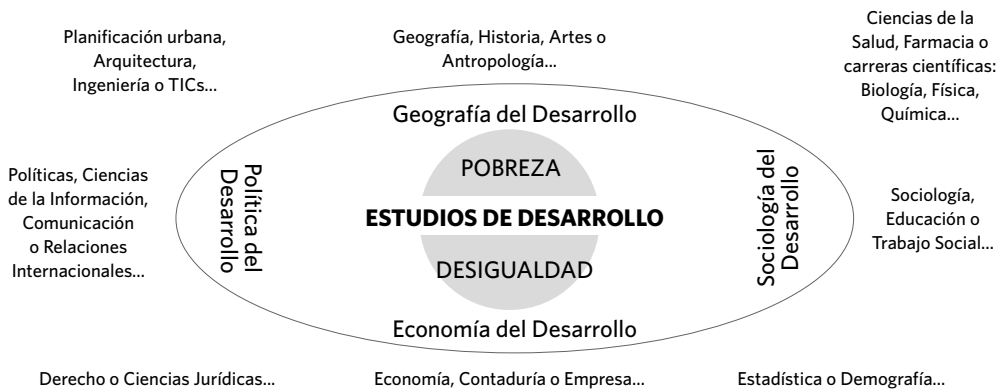 Planificación urbana,
Arquitectura,
Ingeniería o TICs...
Geografía, Historia, Artes o
Antropología...
Ciencias de la
Salud, Farmacia o
carreras científicas:
Biología, Física,
Química...
Geografía del Desarrollo
Políticas, Ciencias
de la Información,
Comunicación
o Relaciones
Internacionales...
Política del
Desarrollo
POBREZA
ESTUDIOS DE DESARROLLO
DESIGUALDAD
Sociología del
Desarrollo
Sociología,
Educación o
Trabajo Social...
Economía del Desarrollo
Derecho o Ciencias Jurídicas...
Economía, Contaduría o Empresa...
Estadística o Demografía...